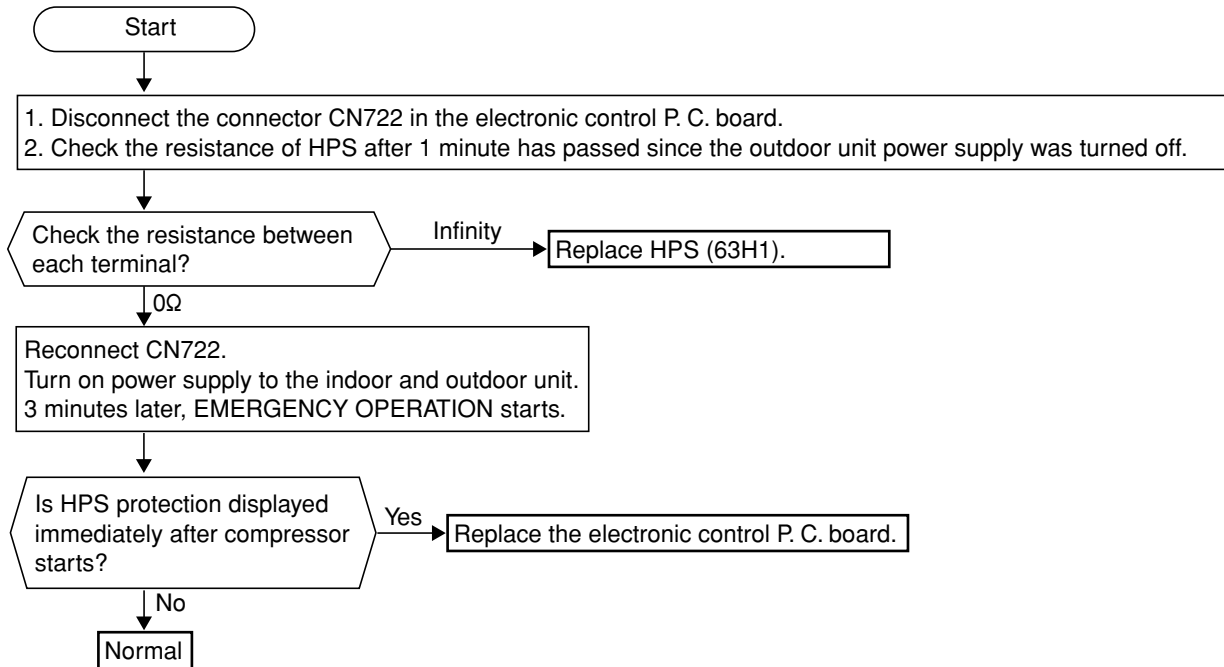 Start
1. Disconnect the connector CN722 in the electronic control P. C. board.
2. Check the resistance of HPS after 1 minute has passed since the outdoor unit power supply was turned off.
Check the resistance between
each terminal?
Infinity
Replace HPS (63H1).
0Ω
Reconnect CN722.
Turn on power supply to the indoor and outdoor unit.
3 minutes later, EMERGENCY OPERATION starts.
Is HPS protection displayed
immediately after compressor
starts?
Yes
Replace the electronic control P. C. board.
No
Normal